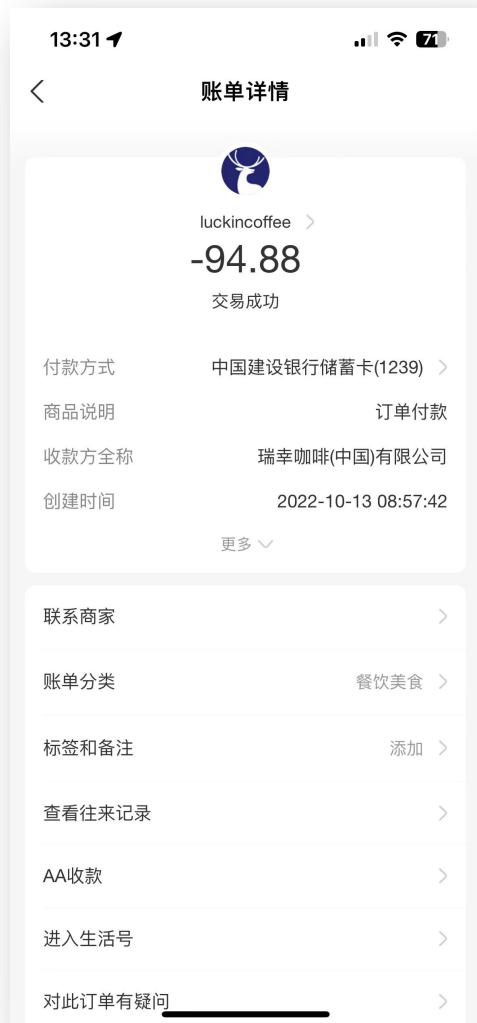 13:31
71
账单详情
luckincoffee
-94.88
交易成功
付款方式 中国建设银行储蓄卡(1239)
商品说明 订单付款
收款方全称 瑞幸咖啡(中国)有限公司
创建时间 2022-10-13 08:57:42
更多
联系商家
账单分类 餐饮美食
标签和备注 添加
查看往来记录
AA收款
进入生活号
对此订单有疑问